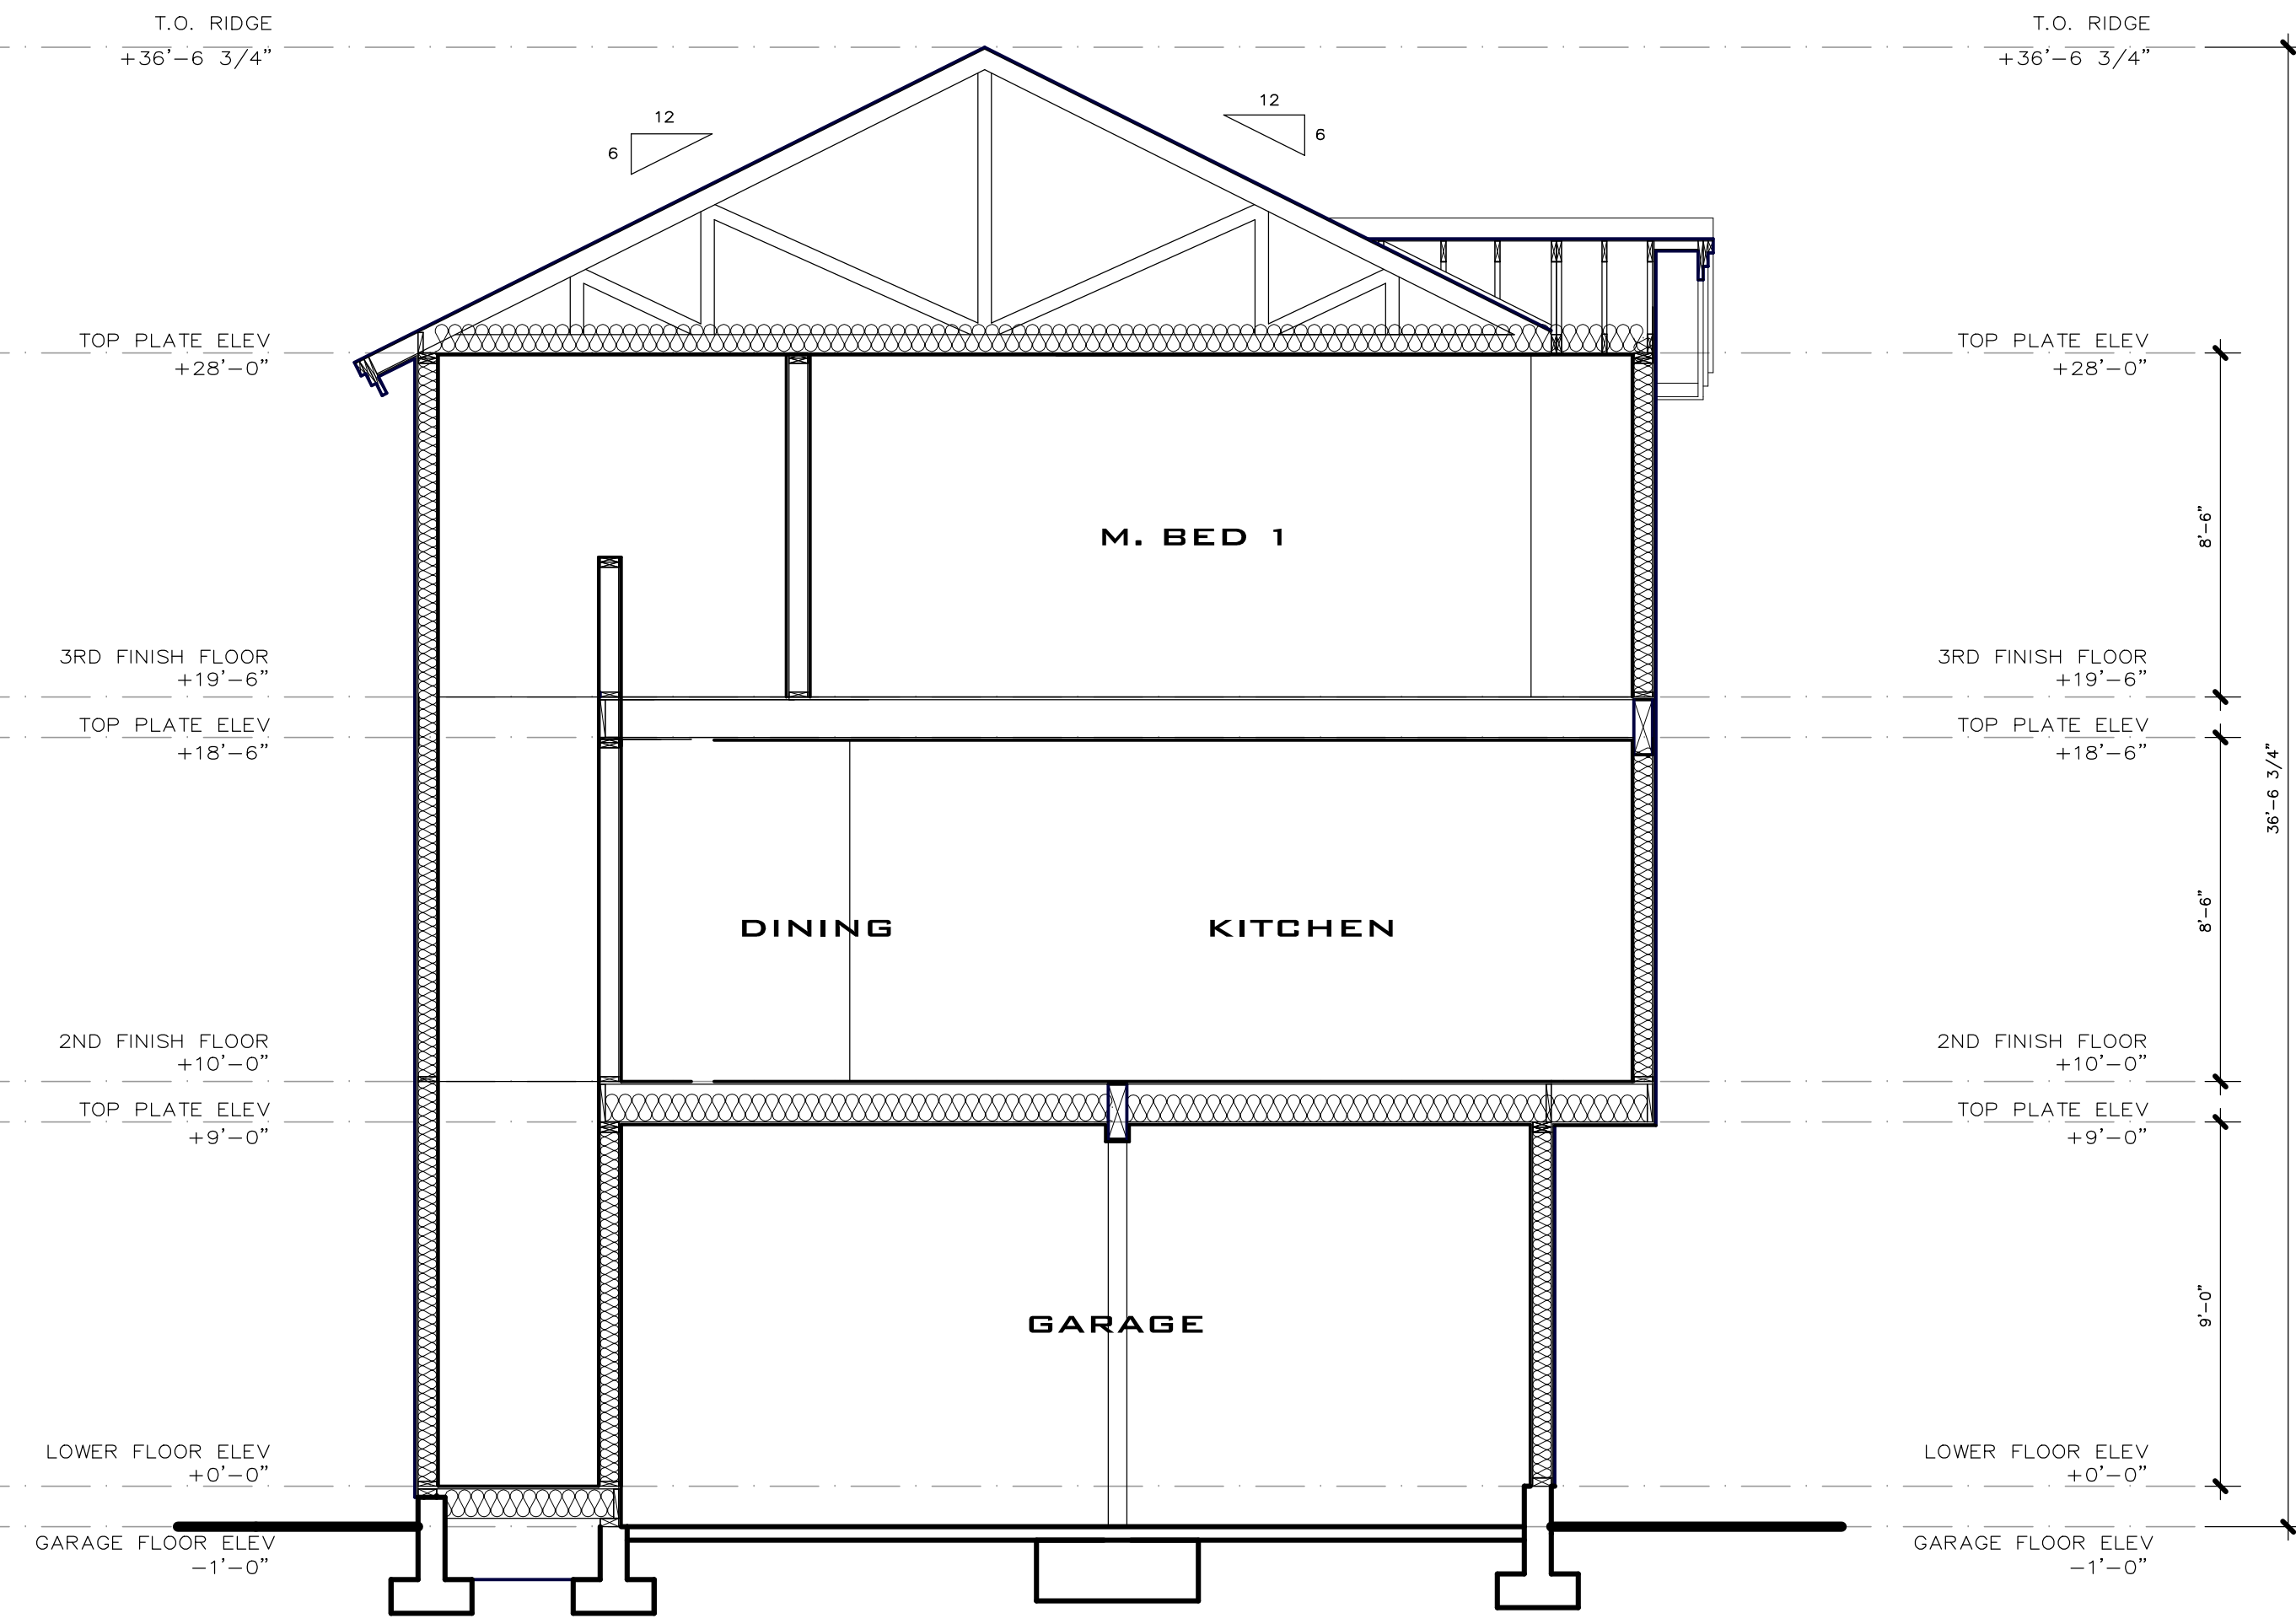 T.O. RIDGE
+36'-6 3/4"
T.O. RIDGE
+36'-6 3/4"
12
6
12
6
TOP PLATE ELEV
+28'-0"
TOP PLATE ELEV
+28'-0"
M. BED 1
8'-6"
3RD FINISH FLOOR
+19'-6"
3RD FINISH FLOOR
+19'-6"
TOP PLATE ELEV
+18'-6"
TOP PLATE ELEV
+18'-6"
36'-6 3/4"
DINING
KITCHEN
8'-6"
2ND FINISH FLOOR
+10'-0"
2ND FINISH FLOOR
+10'-0"
TOP PLATE ELEV
+9'-0"
TOP PLATE ELEV
+9'-0"
GARAGE
9'-0"
LOWER FLOOR ELEV
+0'-0"
LOWER FLOOR ELEV
+0'-0"
GARAGE FLOOR ELEV
-1'-0"
GARAGE FLOOR ELEV
-1'-0"